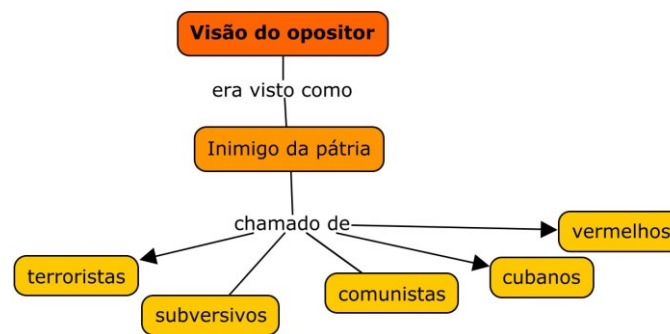 Visão do opositor
era visto como
Inimigo da pátria
chamado de
vermelhos
terroristas
subversivos
comunistas
cubanos